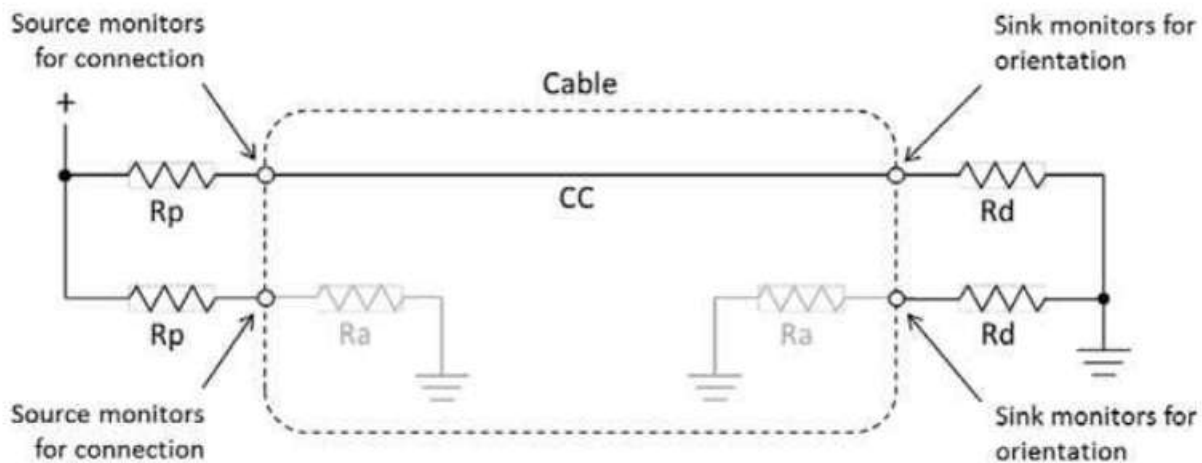 Source monitors
for connection
Sink monitors for
orientation
Cable
+
Rp
CC
Rd
Rp
Ra
Ra
Rd
Source monitors
for connection
Sink monitors for
orientation